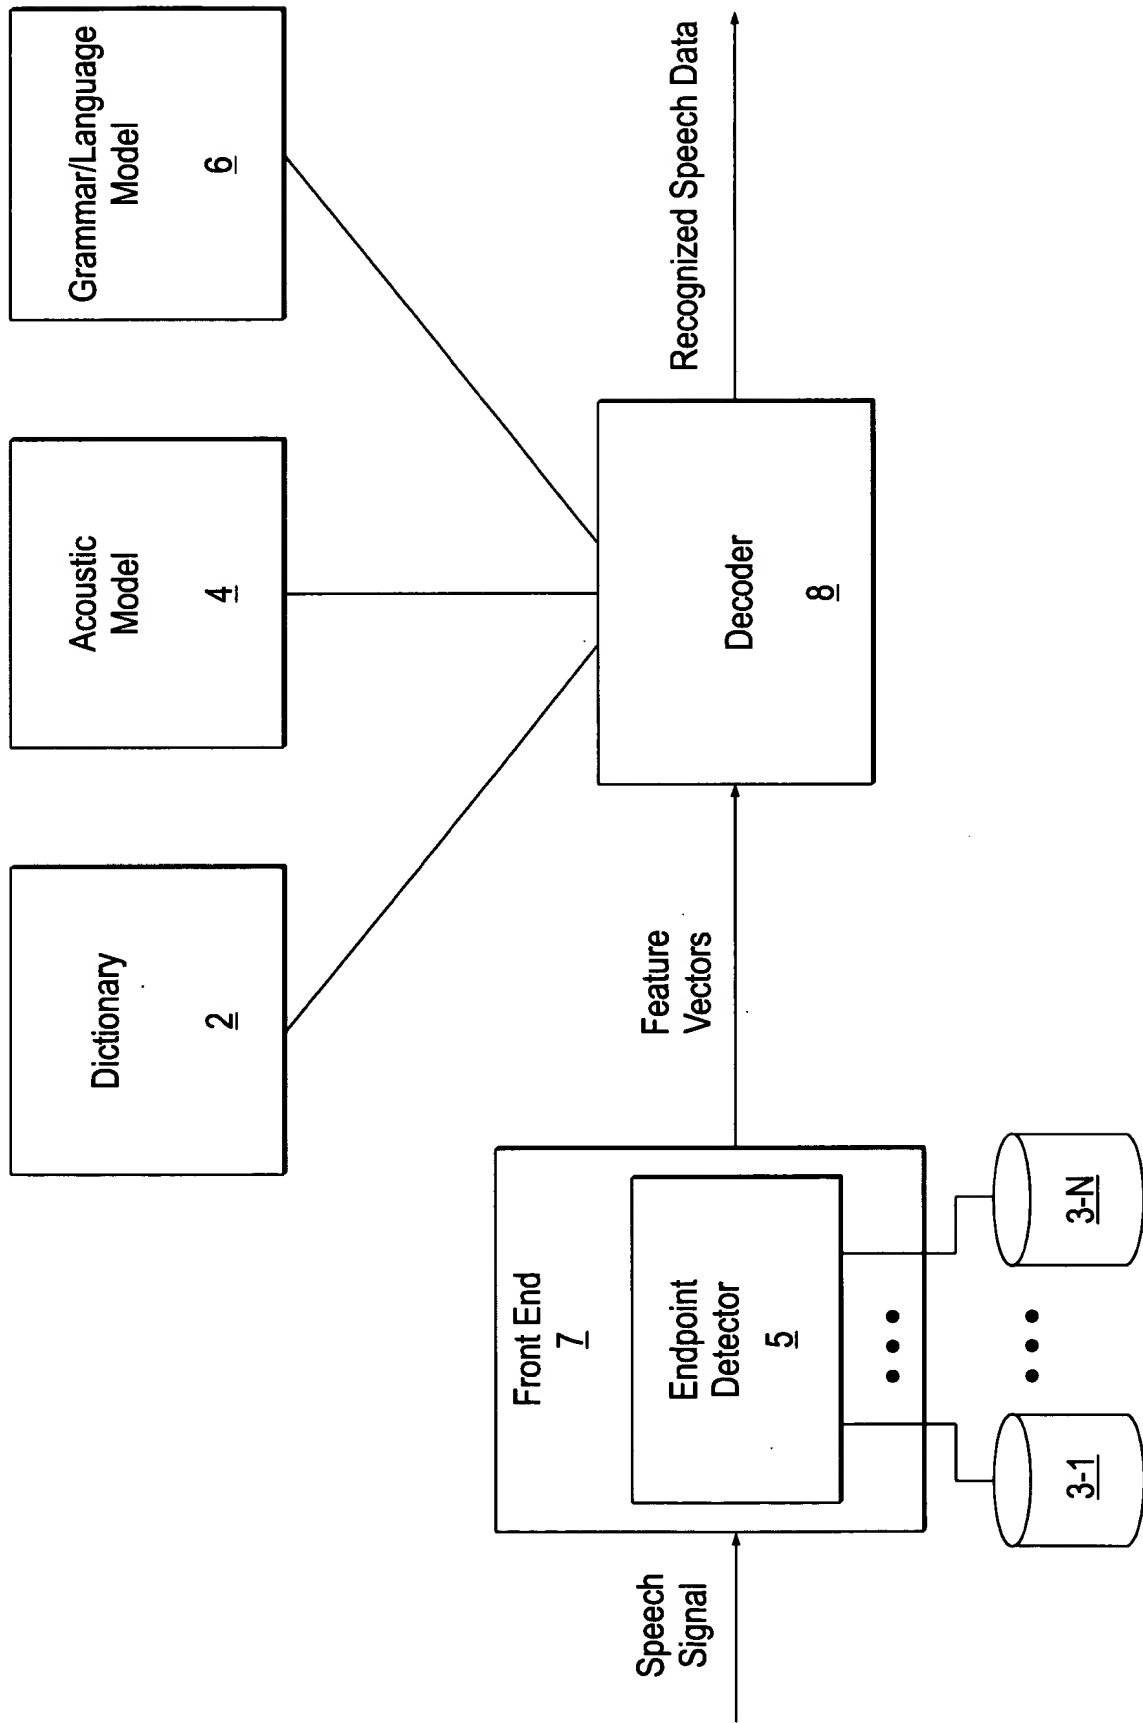 Dictionary
2
Acoustic
Model
4
Grammar/Language
Model
6
Speech
Signal
Front End
7
Endpoint
Detector
5
3-1
3-N
Feature
Vectors
Decoder
8
Recognized Speech Data